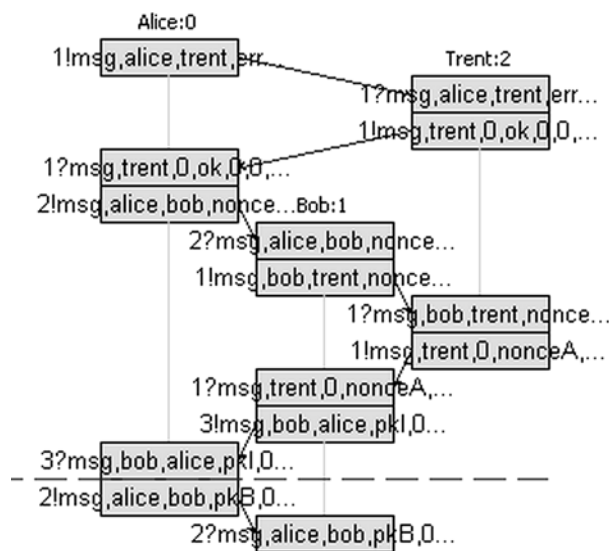 Alice:0
1!msg,alice,trent,err...
Trent:2
1?msg,alice,trent,err...
1!msg,trent,0,ok,0,0,...
1?msg,trent,0,ok,0,0,...
2!msg,alice,bob,nonce...
Bob:1
2?msg,alice,bob,nonce...
1!msg,bob,trent,nonce...
1?msg,bob,trent,nonce...
1!msg,trent,0,nonceA,...
1?msg,trent,0,nonceA,...
3!msg,bob,alice,pkI,0...
3?msg,bob,alice,pkI,0...
2!msg,alice,bob,pkB,0...
2?msg,alice,bob,pkB,0...